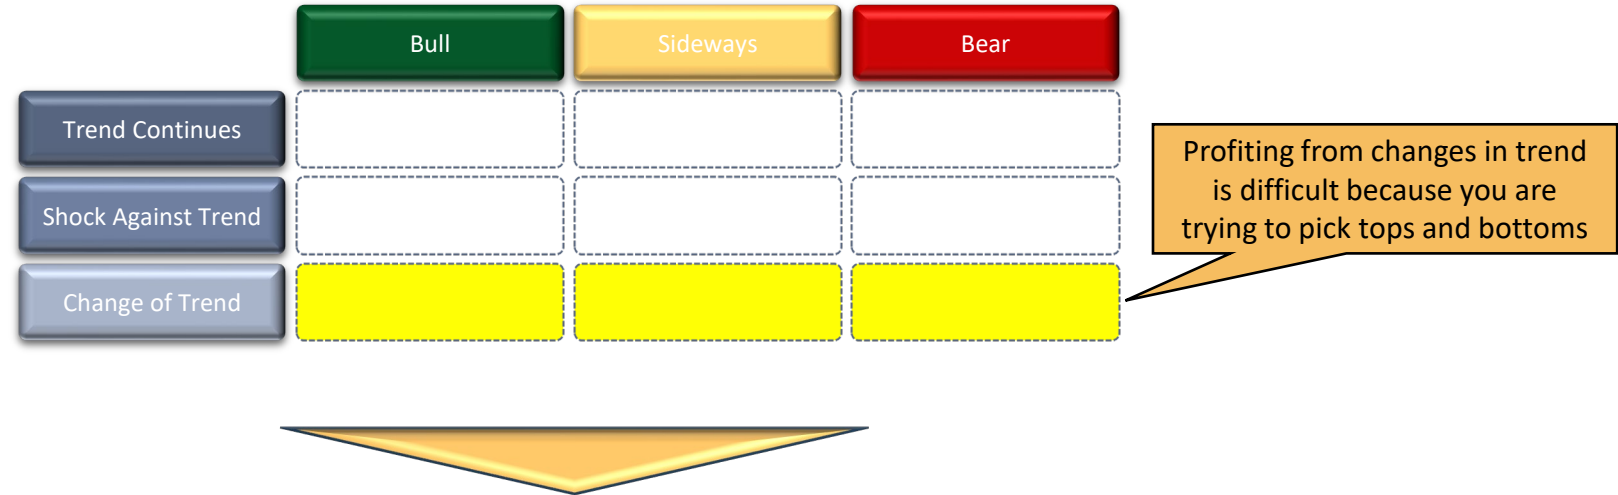 Bull
Sideways
Bear
Trend Continues
Shock Against Trend
Change of Trend
Profiting from changes in trend
is difficult because you are
trying to pick tops and bottoms